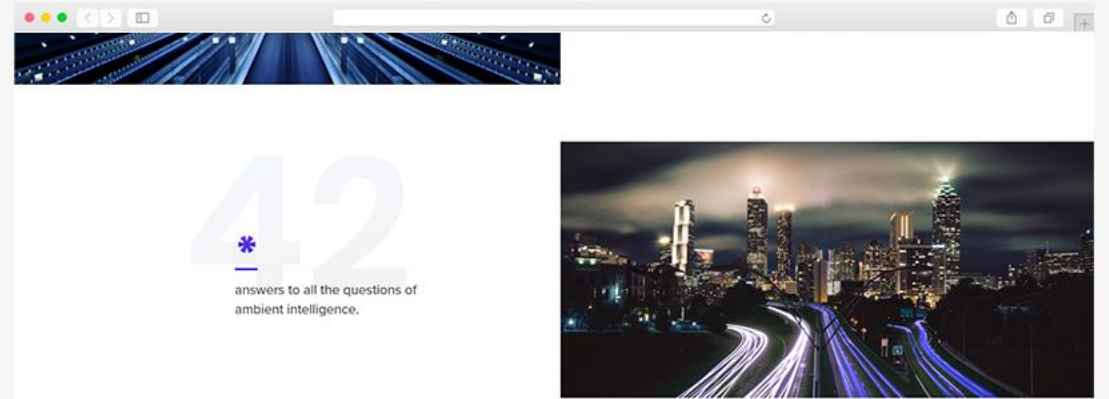 42
*
answers to all the questions of
ambient intelligence.